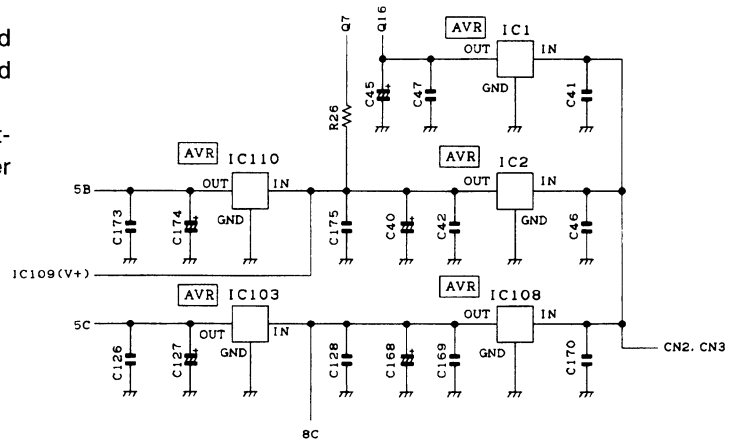 d
d
t-
er
Q7
Q16
AVR
IC1
OUT
IN
GND
C45
+
C47
C41
R26
AVR
IC110
AVR
IC2
5B
OUT
IN
OUT
IN
GND
GND
C173
C174
+
C175
C40
+
C42
C46
IC109(V+)
AVR
IC103
AVR
IC108
5C
OUT
IN
OUT
IN
GND
GND
C126
C127
+
C128
C168
+
C169
C170
CN2. CN3
8C